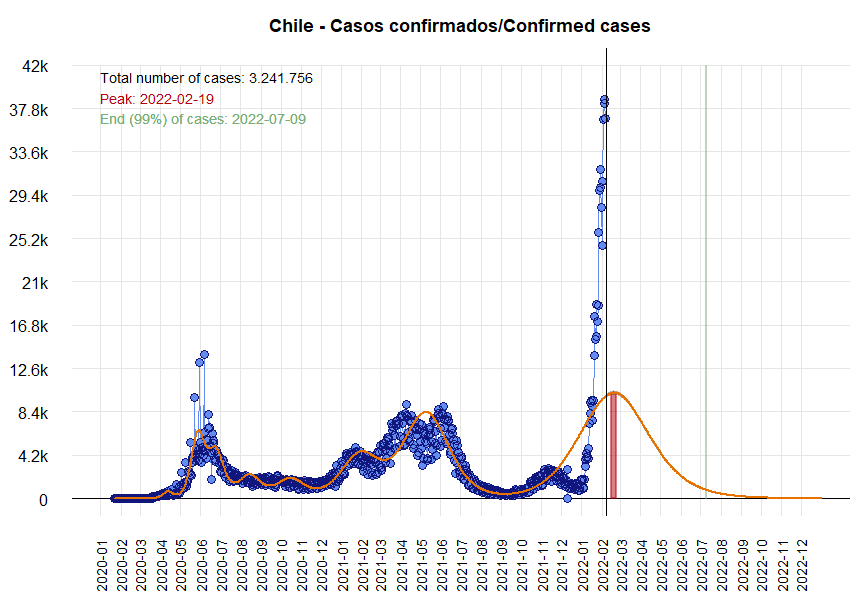 Chile - Casos confirmados/Confirmed cases
42k
Total number of cases: 3.241.756
Peak: 2022-02-19
End (99%) of cases: 2022-07-09
37.8k
33.6k
29.4k
25.2k
21k
16.8k
12.6k
8.4k
4.2k
0
2020-01
2020-02
2020-03
2020-04
2020-05
2020-06
2020-07
2020-08
2020-09
2020-10
2020-11
2020-12
2021-01
2021-02
2021-03
2021-04
2021-05
2021-06
2021-07
2021-08
2021-09
2021-10
2021-11
2021-12
2022-01
2022-02
2022-03
2022-04
2022-05
2022-06
2022-07
2022-08
2022-09
2022-10
2022-11
2022-12